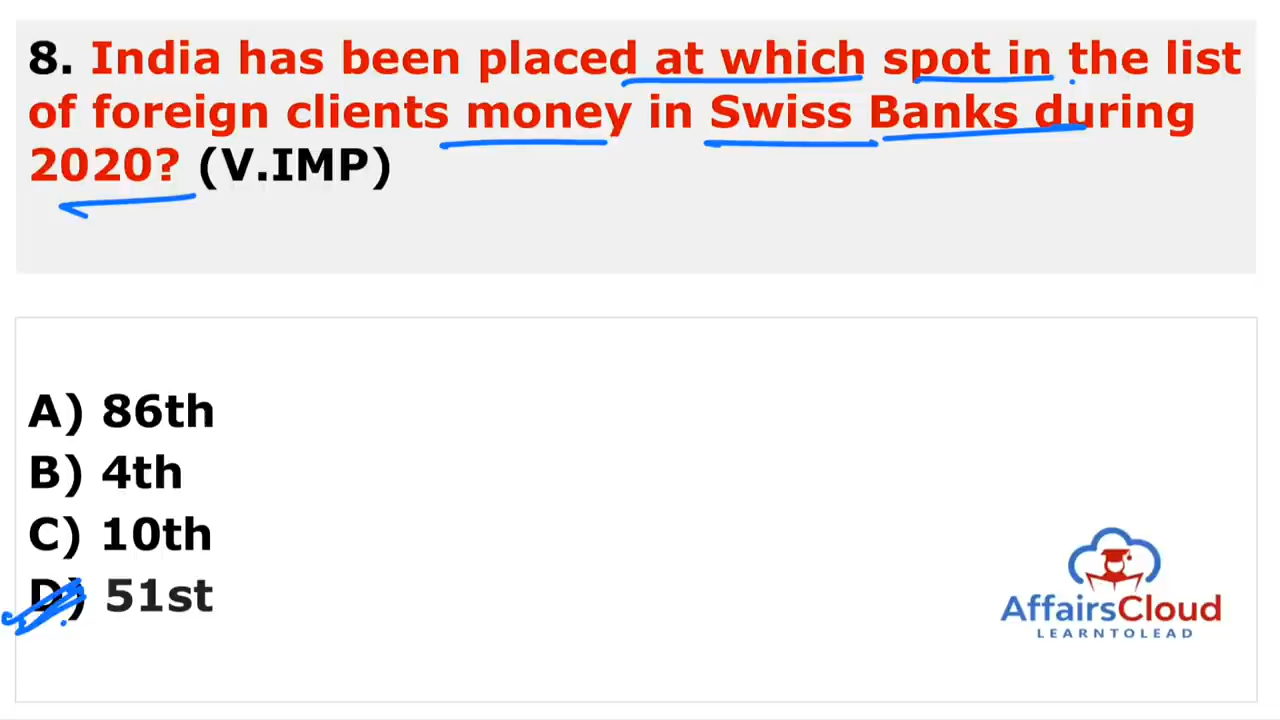 8. India has been placed at which spot in the list
of foreign clients money in Swiss Banks during
2020? (V.IMP)
A) 86th
B) 4th
C) 10th
D) 51st
AffairsCloud
LEARNTOLEAD